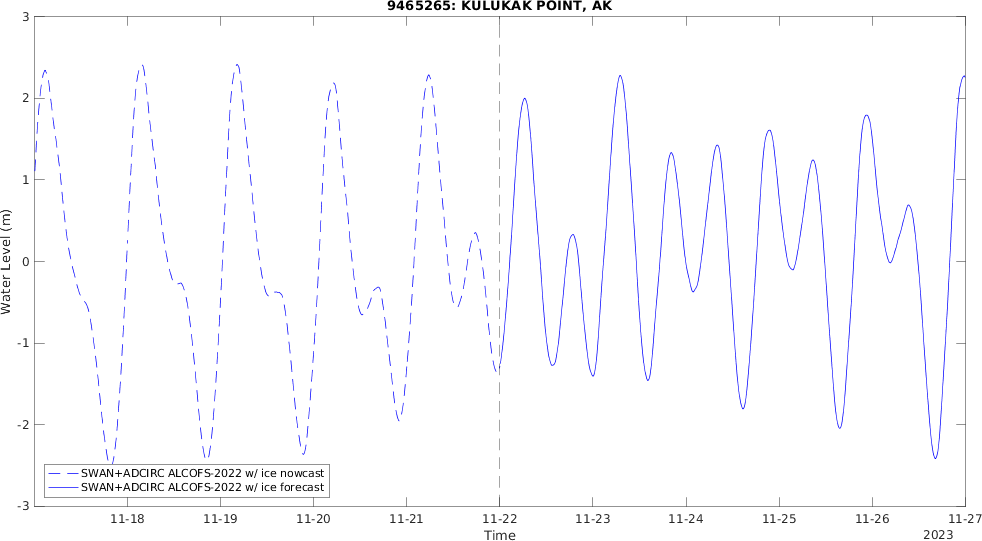 9465265: KULUKAK POINT, AK
3
2
1
0
-1
-2
-3
Water Level (m)
SWAN+ADCIRC ALCOFS-2022 w/ ice nowcast
SWAN+ADCIRC ALCOFS-2022 w/ ice forecast
11-18 11-19 11-20 11-21 11-22 11-23 11-24 11-25 11-26 11-27
Time
2023